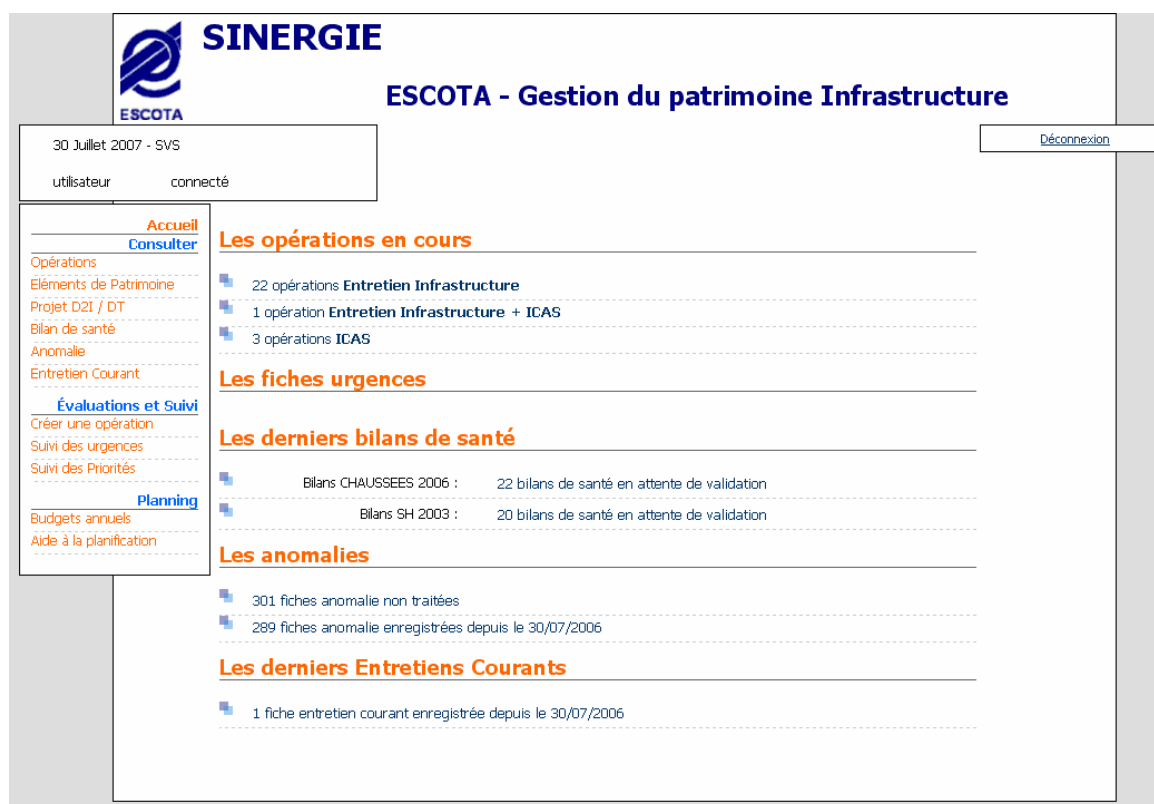 SINERGIE
ESCOTA - Gestion du patrimoine Infrastructure
ESCOTA
30 Juillet 2007 - SVS
utilisateur connecté
Déconnexion
Accueil
Consulter
Opérations
Eléments de Patrimoine
Projet D2I / DT
Bilan de santé
Anomalie
Entretien Courant
Évaluations et Suivi
Créer une opération
Suivi des urgences
Suivi des Priorités
Planning
Budgets annuels
Aide à la planification
Les opérations en cours
22 opérations Entretien Infrastructure
1 opération Entretien Infrastructure + ICAS
3 opérations ICAS
Les fiches urgences
Les derniers bilans de santé
Bilans CHAUSSEES 2006 : 22 bilans de santé en attente de validation
Bilans SH 2003 : 20 bilans de santé en attente de validation
Les anomalies
301 fiches anomalie non traitées
289 fiches anomalie enregistrées depuis le 30/07/2006
Les derniers Entretiens Courants
1 fiche entretien courant enregistrée depuis le 30/07/2006